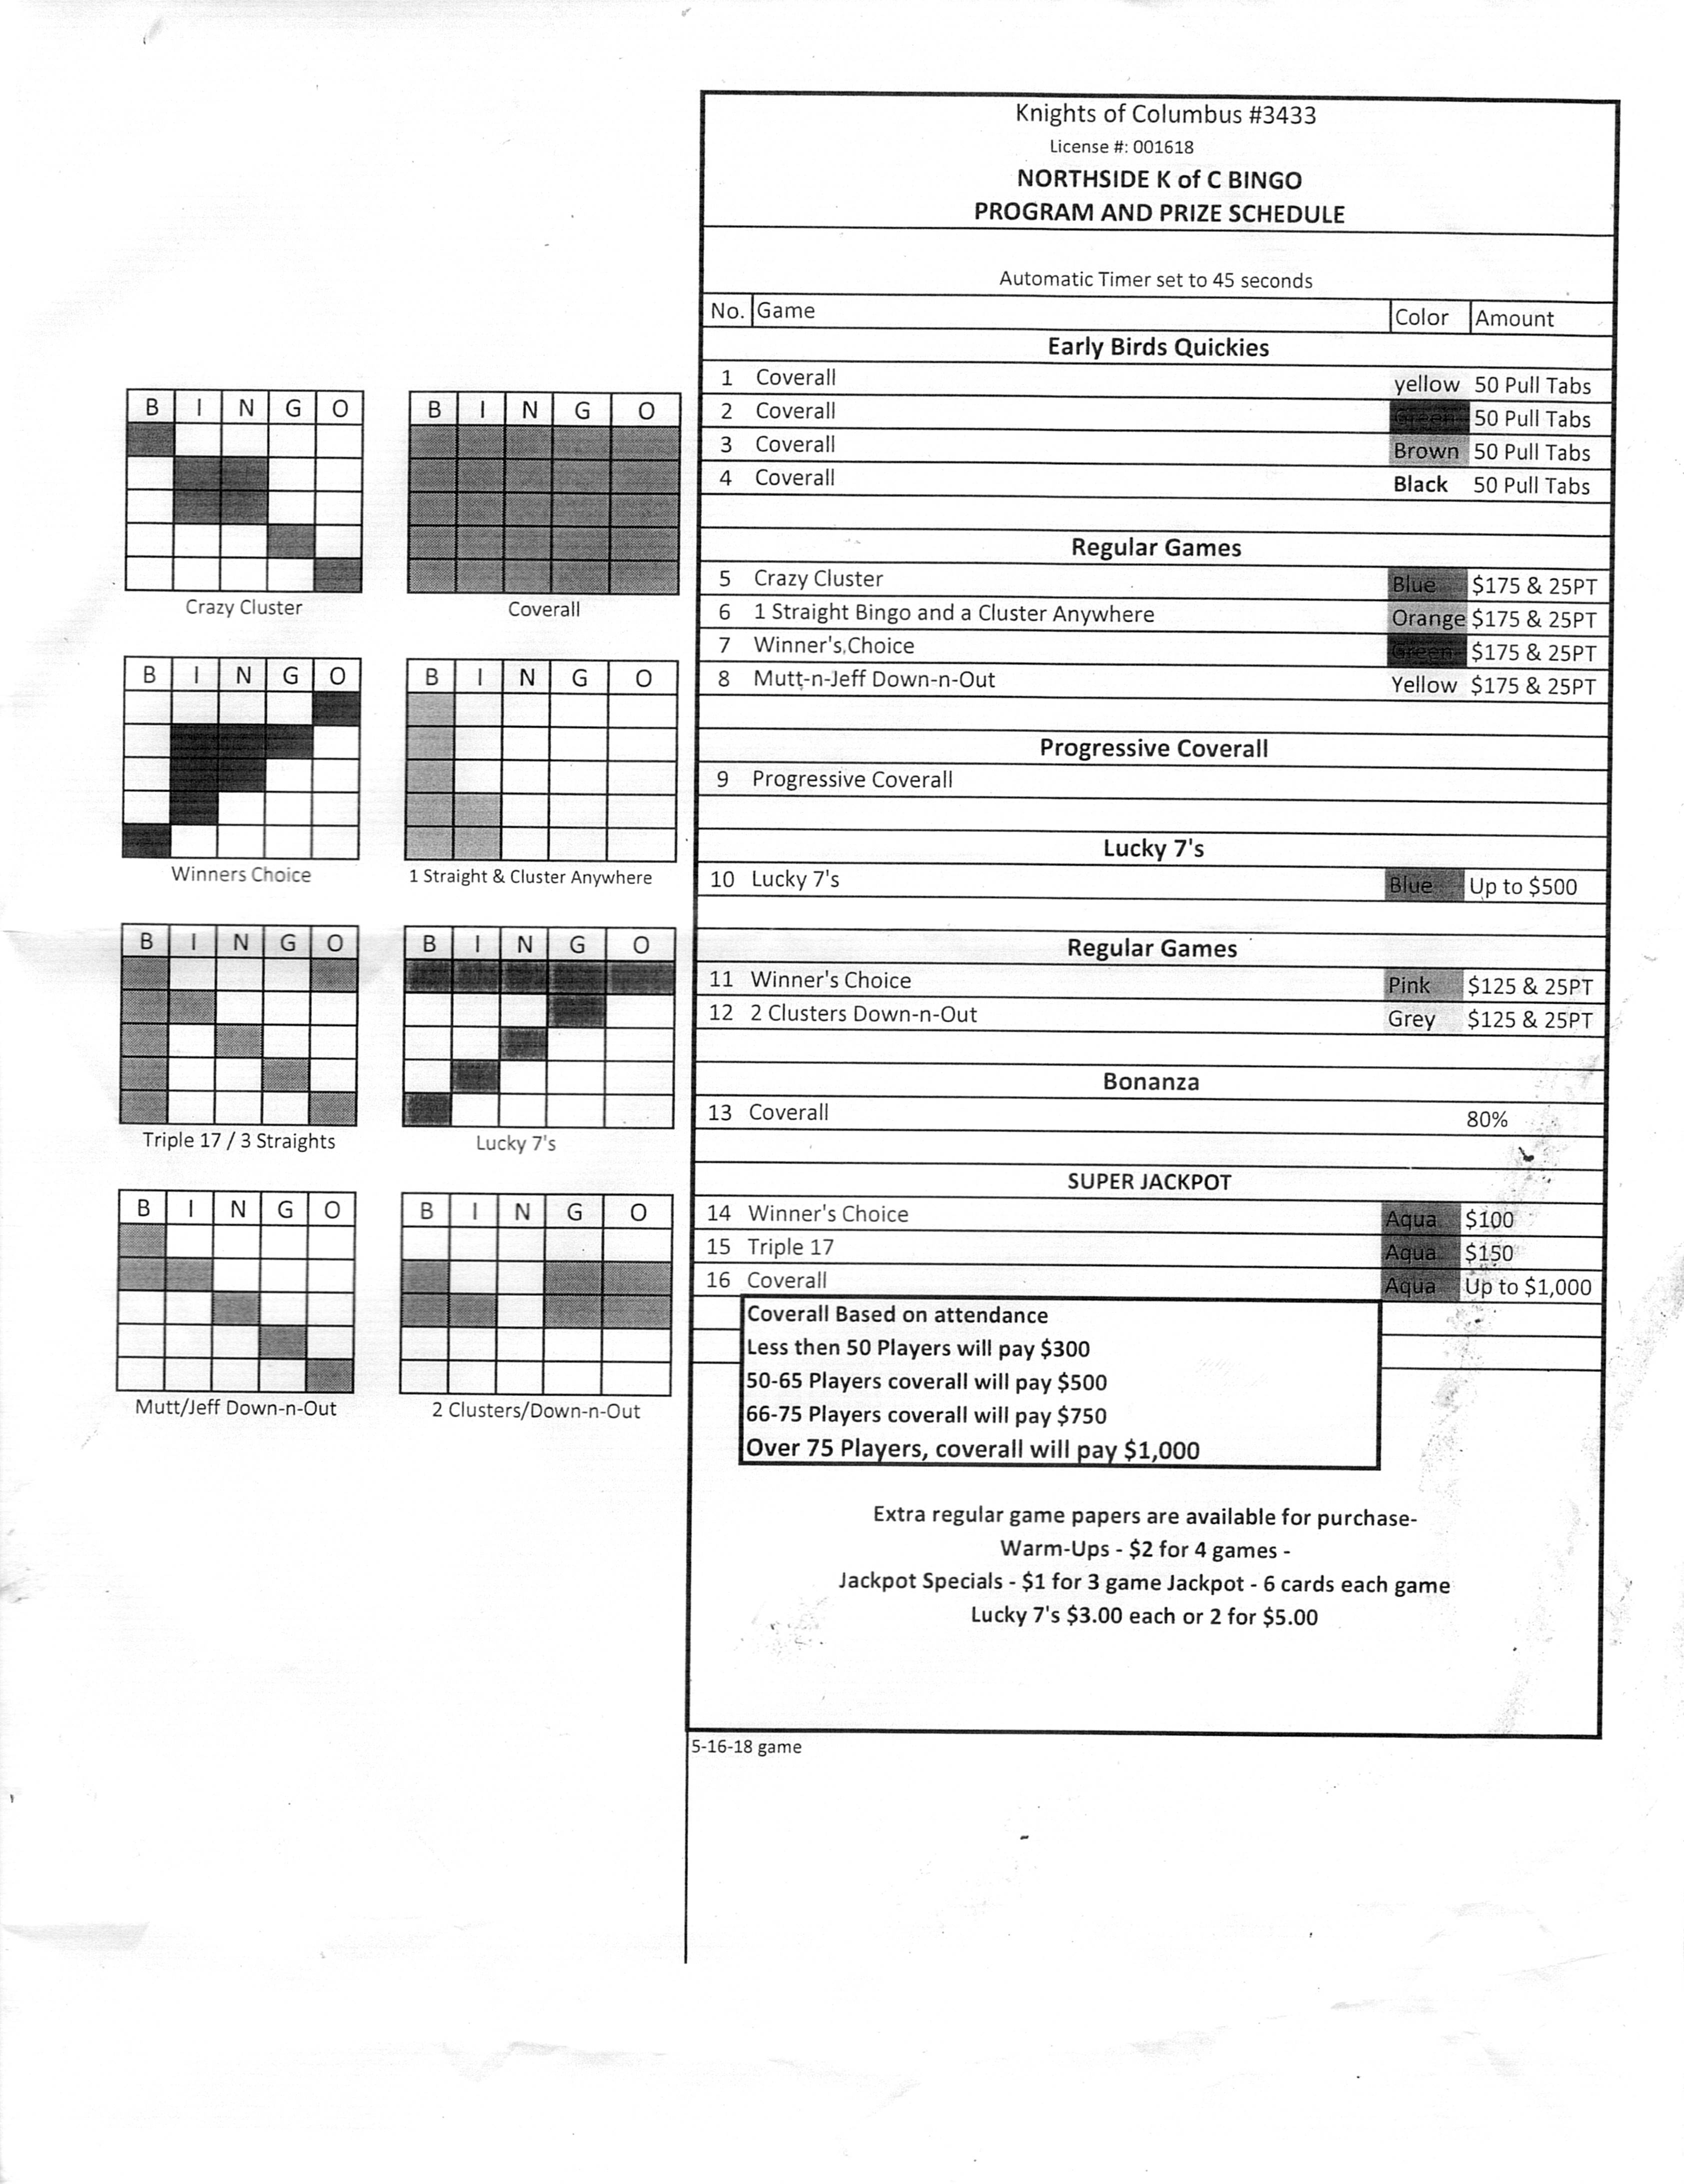 Knights of Columbus #3433
License #: 001618
NORTHSIDE K of C BINGO
PROGRAM AND PRIZE SCHEDULE
Automatic Timer set to 45 seconds
No. Game Color Amount
Early Birds Quickies
1 Coverall yellow 50 Pull Tabs
2 Coverall Green 50 Pull Tabs
3 Coverall Brown 50 Pull Tabs
4 Coverall Black 50 Pull Tabs
Regular Games
5 Crazy Cluster Blue $175 & 25PT
6 1 Straight Bingo and a Cluster Anywhere Orange $175 & 25PT
7 Winner's Choice Green $175 & 25PT
8 Mutt-n-Jeff Down-n-Out Yellow $175 & 25PT
Progressive Coverall
9 Progressive Coverall
Lucky 7's
10 Lucky 7's Blue Up to $500
Regular Games
11 Winner's Choice Pink $125 & 25PT
12 2 Clusters Down-n-Out Grey $125 & 25PT
Bonanza
13 Coverall 80%
SUPER JACKPOT
14 Winner's Choice Aqua $100
15 Triple 17 Aqua $150
16 Coverall Aqua Up to $1,000
Coverall Based on attendance
Less then 50 Players will pay $300
50-65 Players coverall will pay $500
66-75 Players coverall will pay $750
Over 75 Players, coverall will pay $1,000
Extra regular game papers are available for purchase-
Warm-Ups - $2 for 4 games -
Jackpot Specials - $1 for 3 game Jackpot - 6 cards each game
Lucky 7's $3.00 each or 2 for $5.00
5-16-18 game
B I N G O
Crazy Cluster
B I N G O
Coverall
B I N G O
Winners Choice
B I N G O
1 Straight & Cluster Anywhere
B I N G O
Triple 17 / 3 Straights
B I N G O
Lucky 7's
B I N G O
Mutt/Jeff Down-n-Out
B I N G O
2 Clusters/Down-n-Out